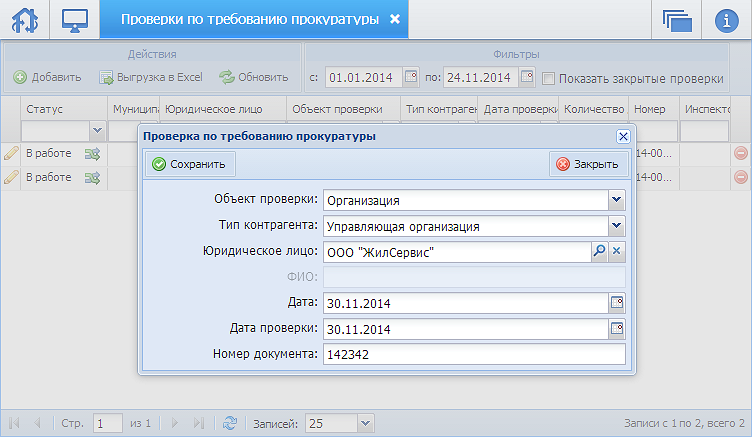 Проверки по требованию прокуратуры
Действия Фильтры
Добавить Выгрузка в Excel Обновить с: 01.01.2014 по: 24.11.2014 Показать закрытые проверки
Статус Муниципа Юридическое лицо Объект проверки Тип контраген Дата проверки Количество Номер Инспекто
Проверка по требованию прокуратуры
Сохранить Закрыть
В работе 14-00...
В работе 14-00...
Объект проверки: Организация
Тип контрагента: Управляющая организация
Юридическое лицо: ООО "ЖилСервис"
ФИО:
Дата: 30.11.2014
Дата проверки: 30.11.2014
Номер документа: 142342
Стр. 1 из 1 Записей: 25 Записи с 1 по 2, всего 2